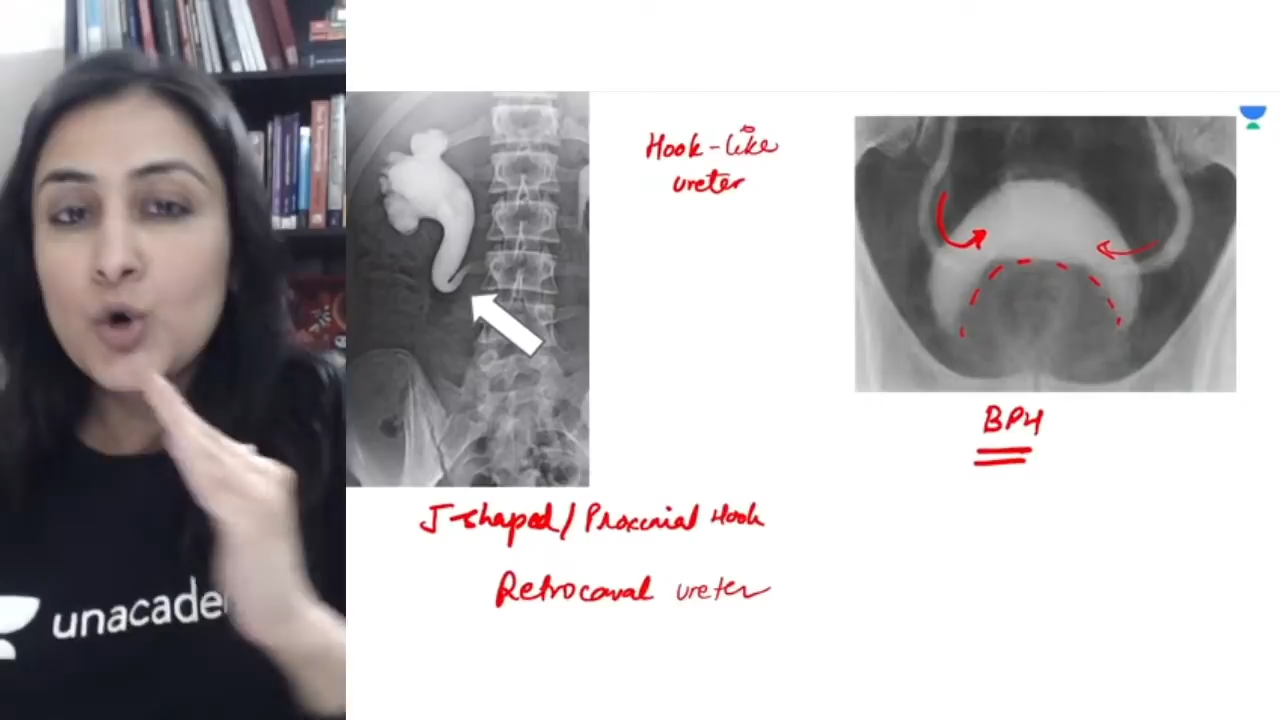 Hook-like
ureter
BPH
J-shaped/Proximal Hook
Retrocaval ureter
unacade